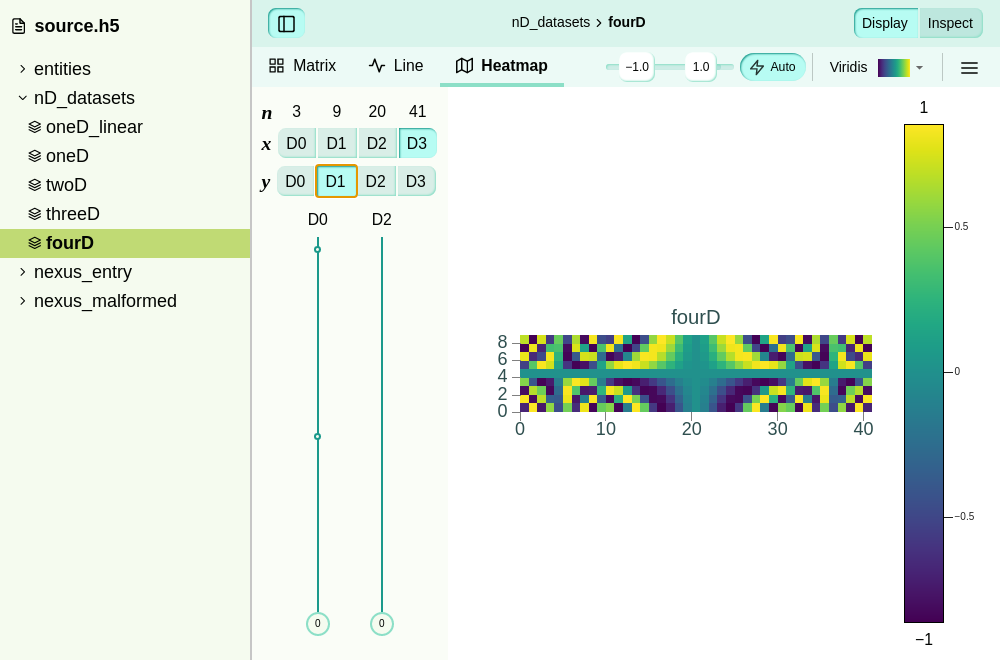 source.h5
entities
nD_datasets
oneD_linear
oneD
twoD
threeD
fourD
nexus_entry
nexus_malformed
nD_datasets › fourD
Display Inspect
Matrix Line Heatmap −1.0 1.0 Auto Viridis
n 3 9 20 41
x D0 D1 D2 D3
y D0 D1 D2 D3
D0 D2
0 0
fourD
8
6
4
2
0
0 10 20 30 40
1
0.5
0
−0.5
−1